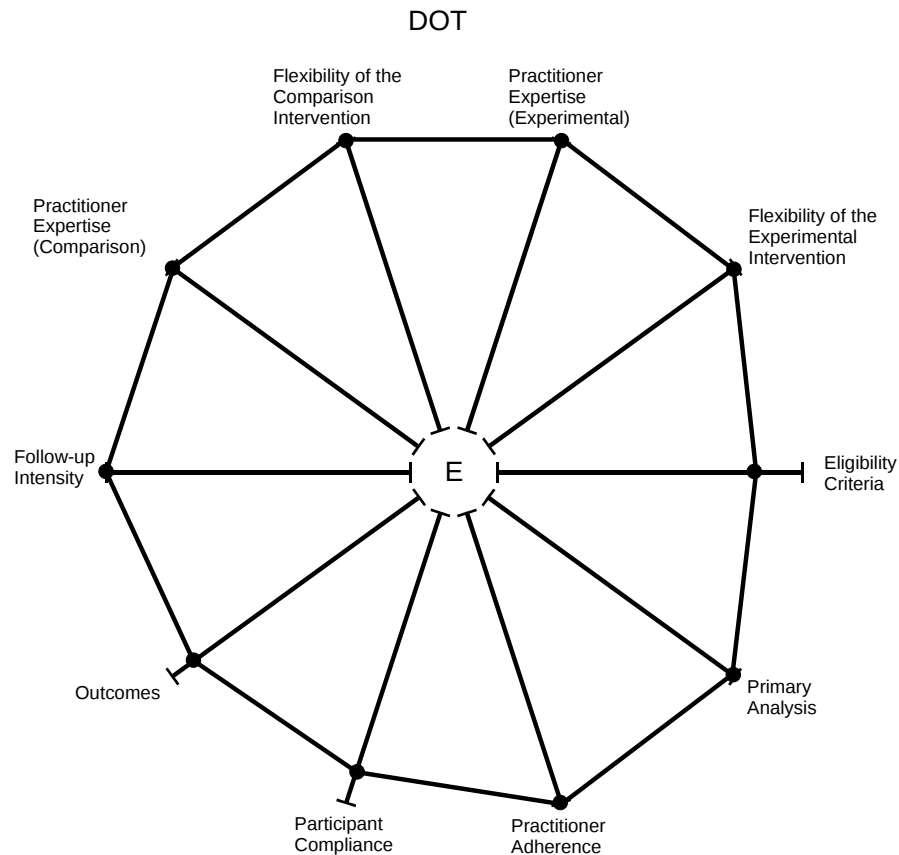 DOT
Flexibility of the
Comparison
Intervention
Practitioner
Expertise
(Experimental)
Practitioner
Expertise
(Comparison)
Flexibility of the
Experimental
Intervention
Follow-up
Intensity
E
Eligibility
Criteria
Outcomes
Primary
Analysis
Participant
Compliance
Practitioner
Adherence